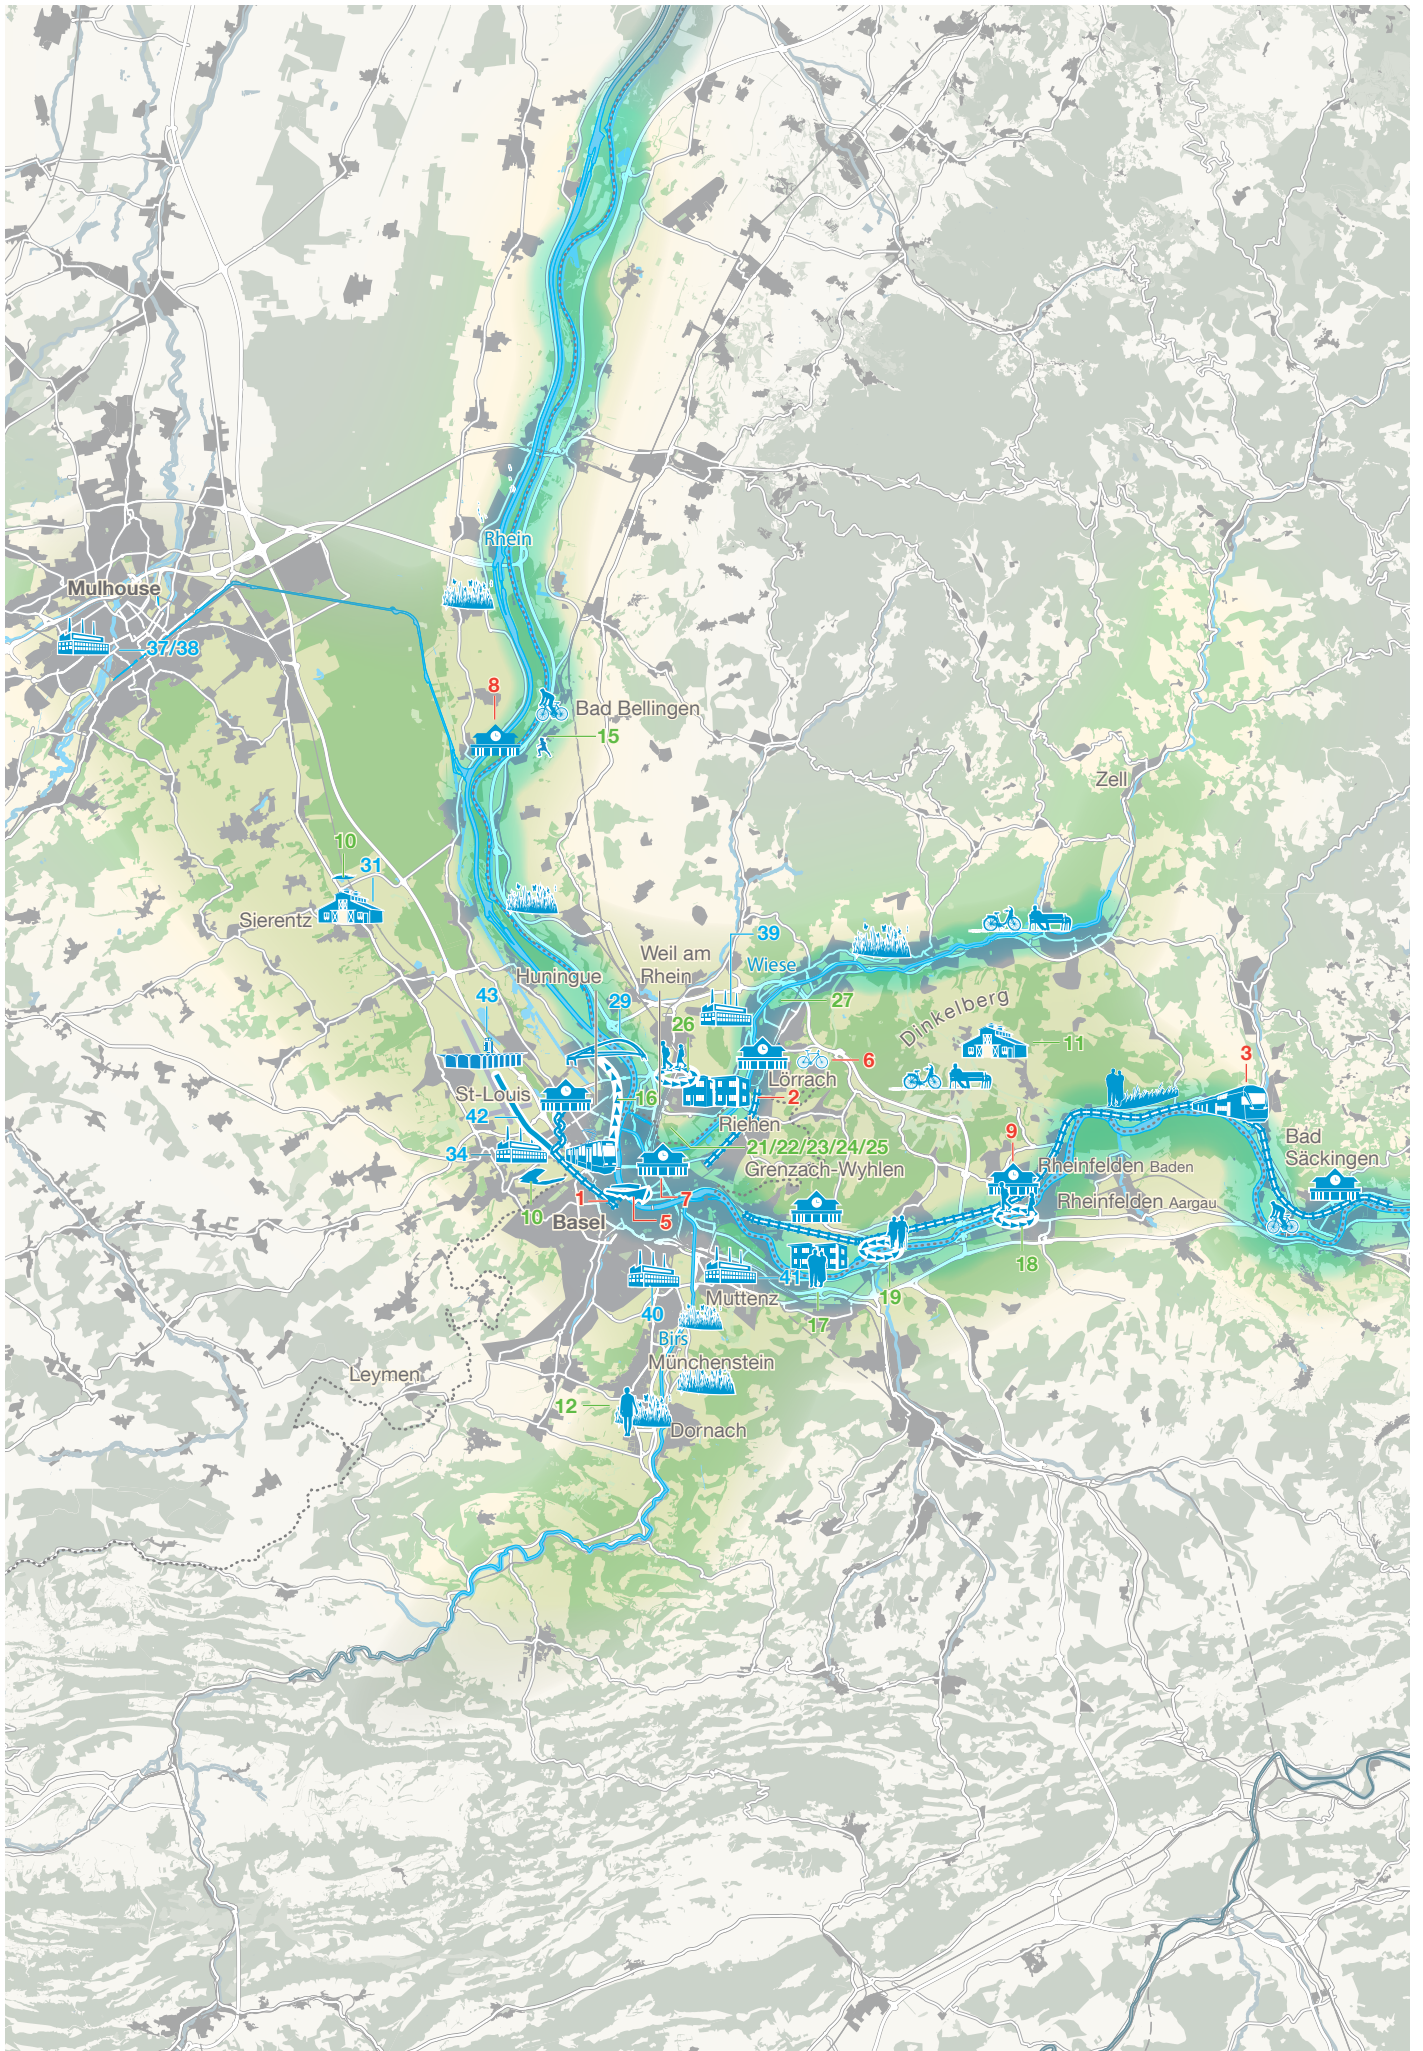 Rhein
Mulhouse
37/38
8
Bad Bellingen
15
Zell
10
31
Sierentz
39
Weil am
Rhein
Wiese
Huningue
43
29
27
26
Dinkelberg
11
6
3
Lörrach
St-Louis
16
2
42
Riehen
9
Bad
Säckingen
21/22/23/24/25
34
Grenzach-Wyhlen
Rheinfelden Baden
1
7
Rheinfelden Aargau
10
Basel
5
18
41
Muttenz
19
40
17
Birs
Münchenstein
Leymen
12
Dornach